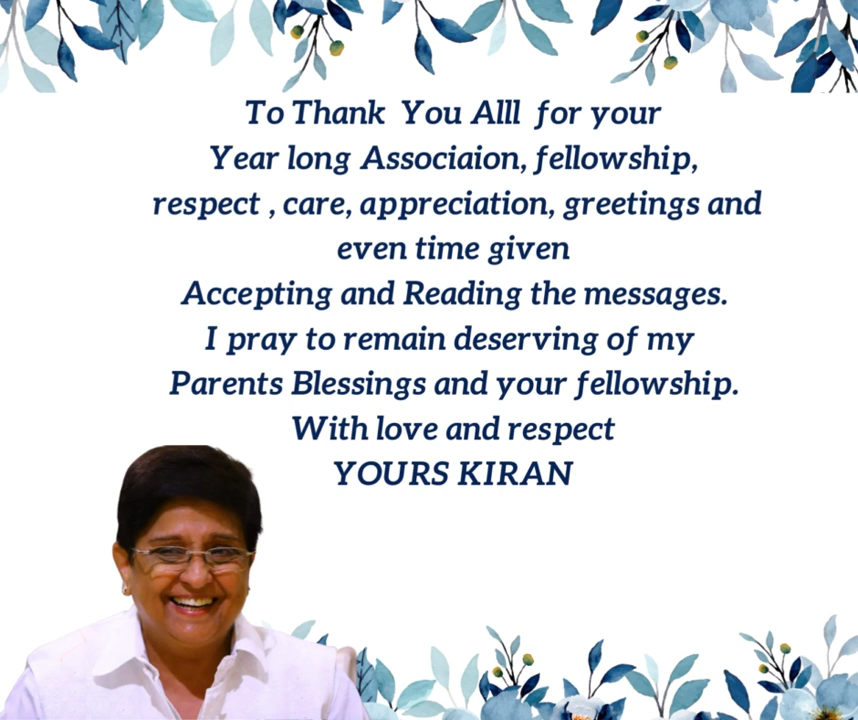 To Thank You Alll for your
Year long Associaion, fellowship,
respect , care, appreciation, greetings and
even time given
Accepting and Reading the messages.
I pray to remain deserving of my
Parents Blessings and your fellowship.
With love and respect
YOURS KIRAN